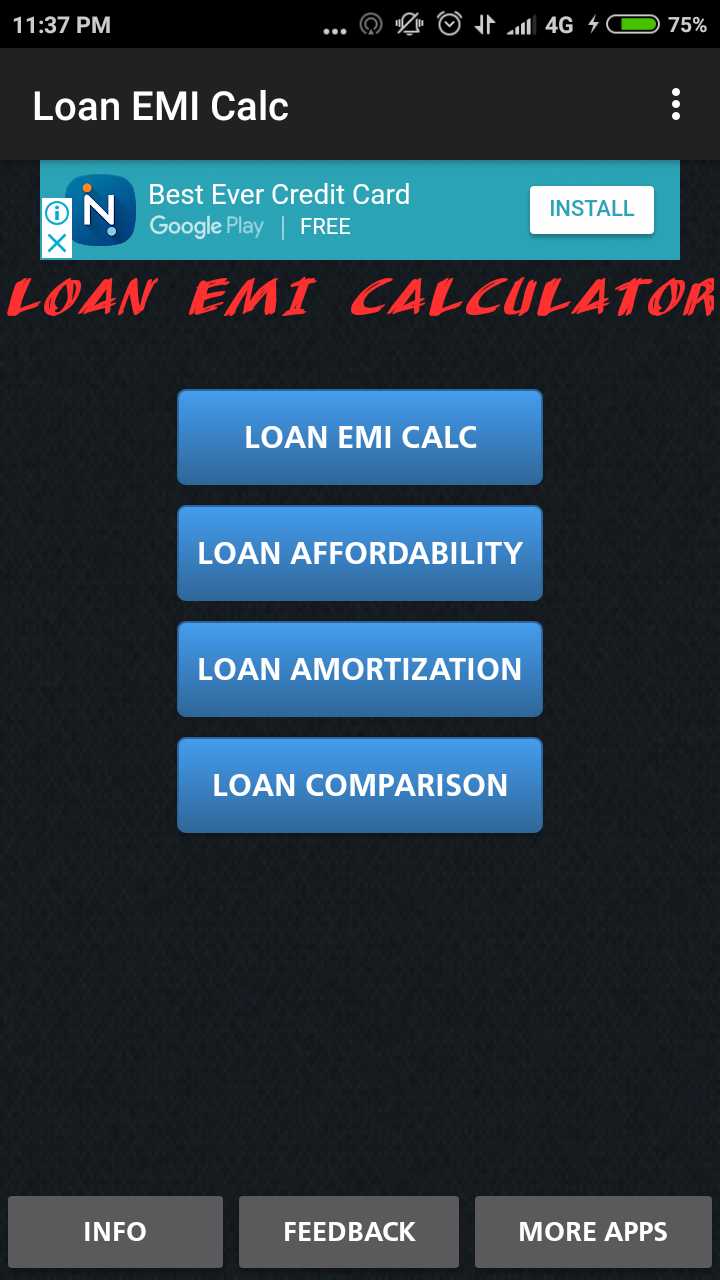 11:37 PM ... 4G 75%
Loan EMI Calc
N Best Ever Credit Card
Google Play | FREE
INSTALL
LOAN EMI CALCULATOR
LOAN EMI CALC
LOAN AFFORDABILITY
LOAN AMORTIZATION
LOAN COMPARISON
INFO FEEDBACK MORE APPS